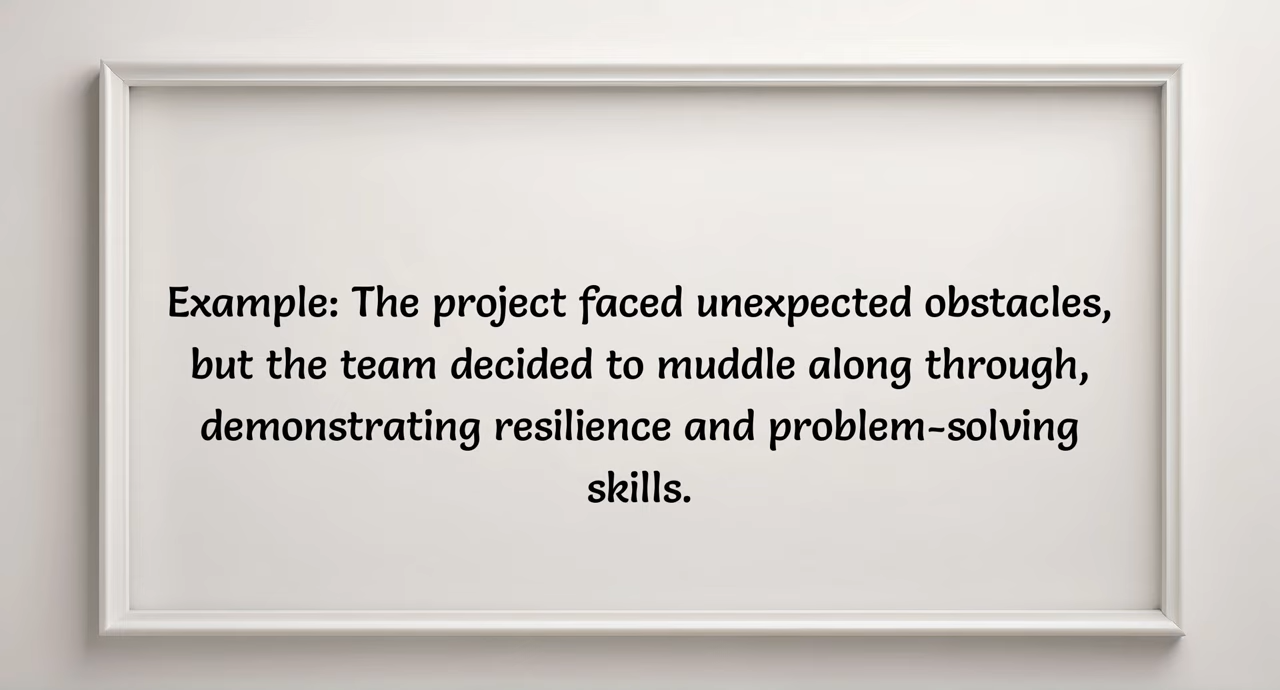 Example: The project faced unexpected obstacles,
but the team decided to muddle along through,
demonstrating resilience and problem-solving
skills.